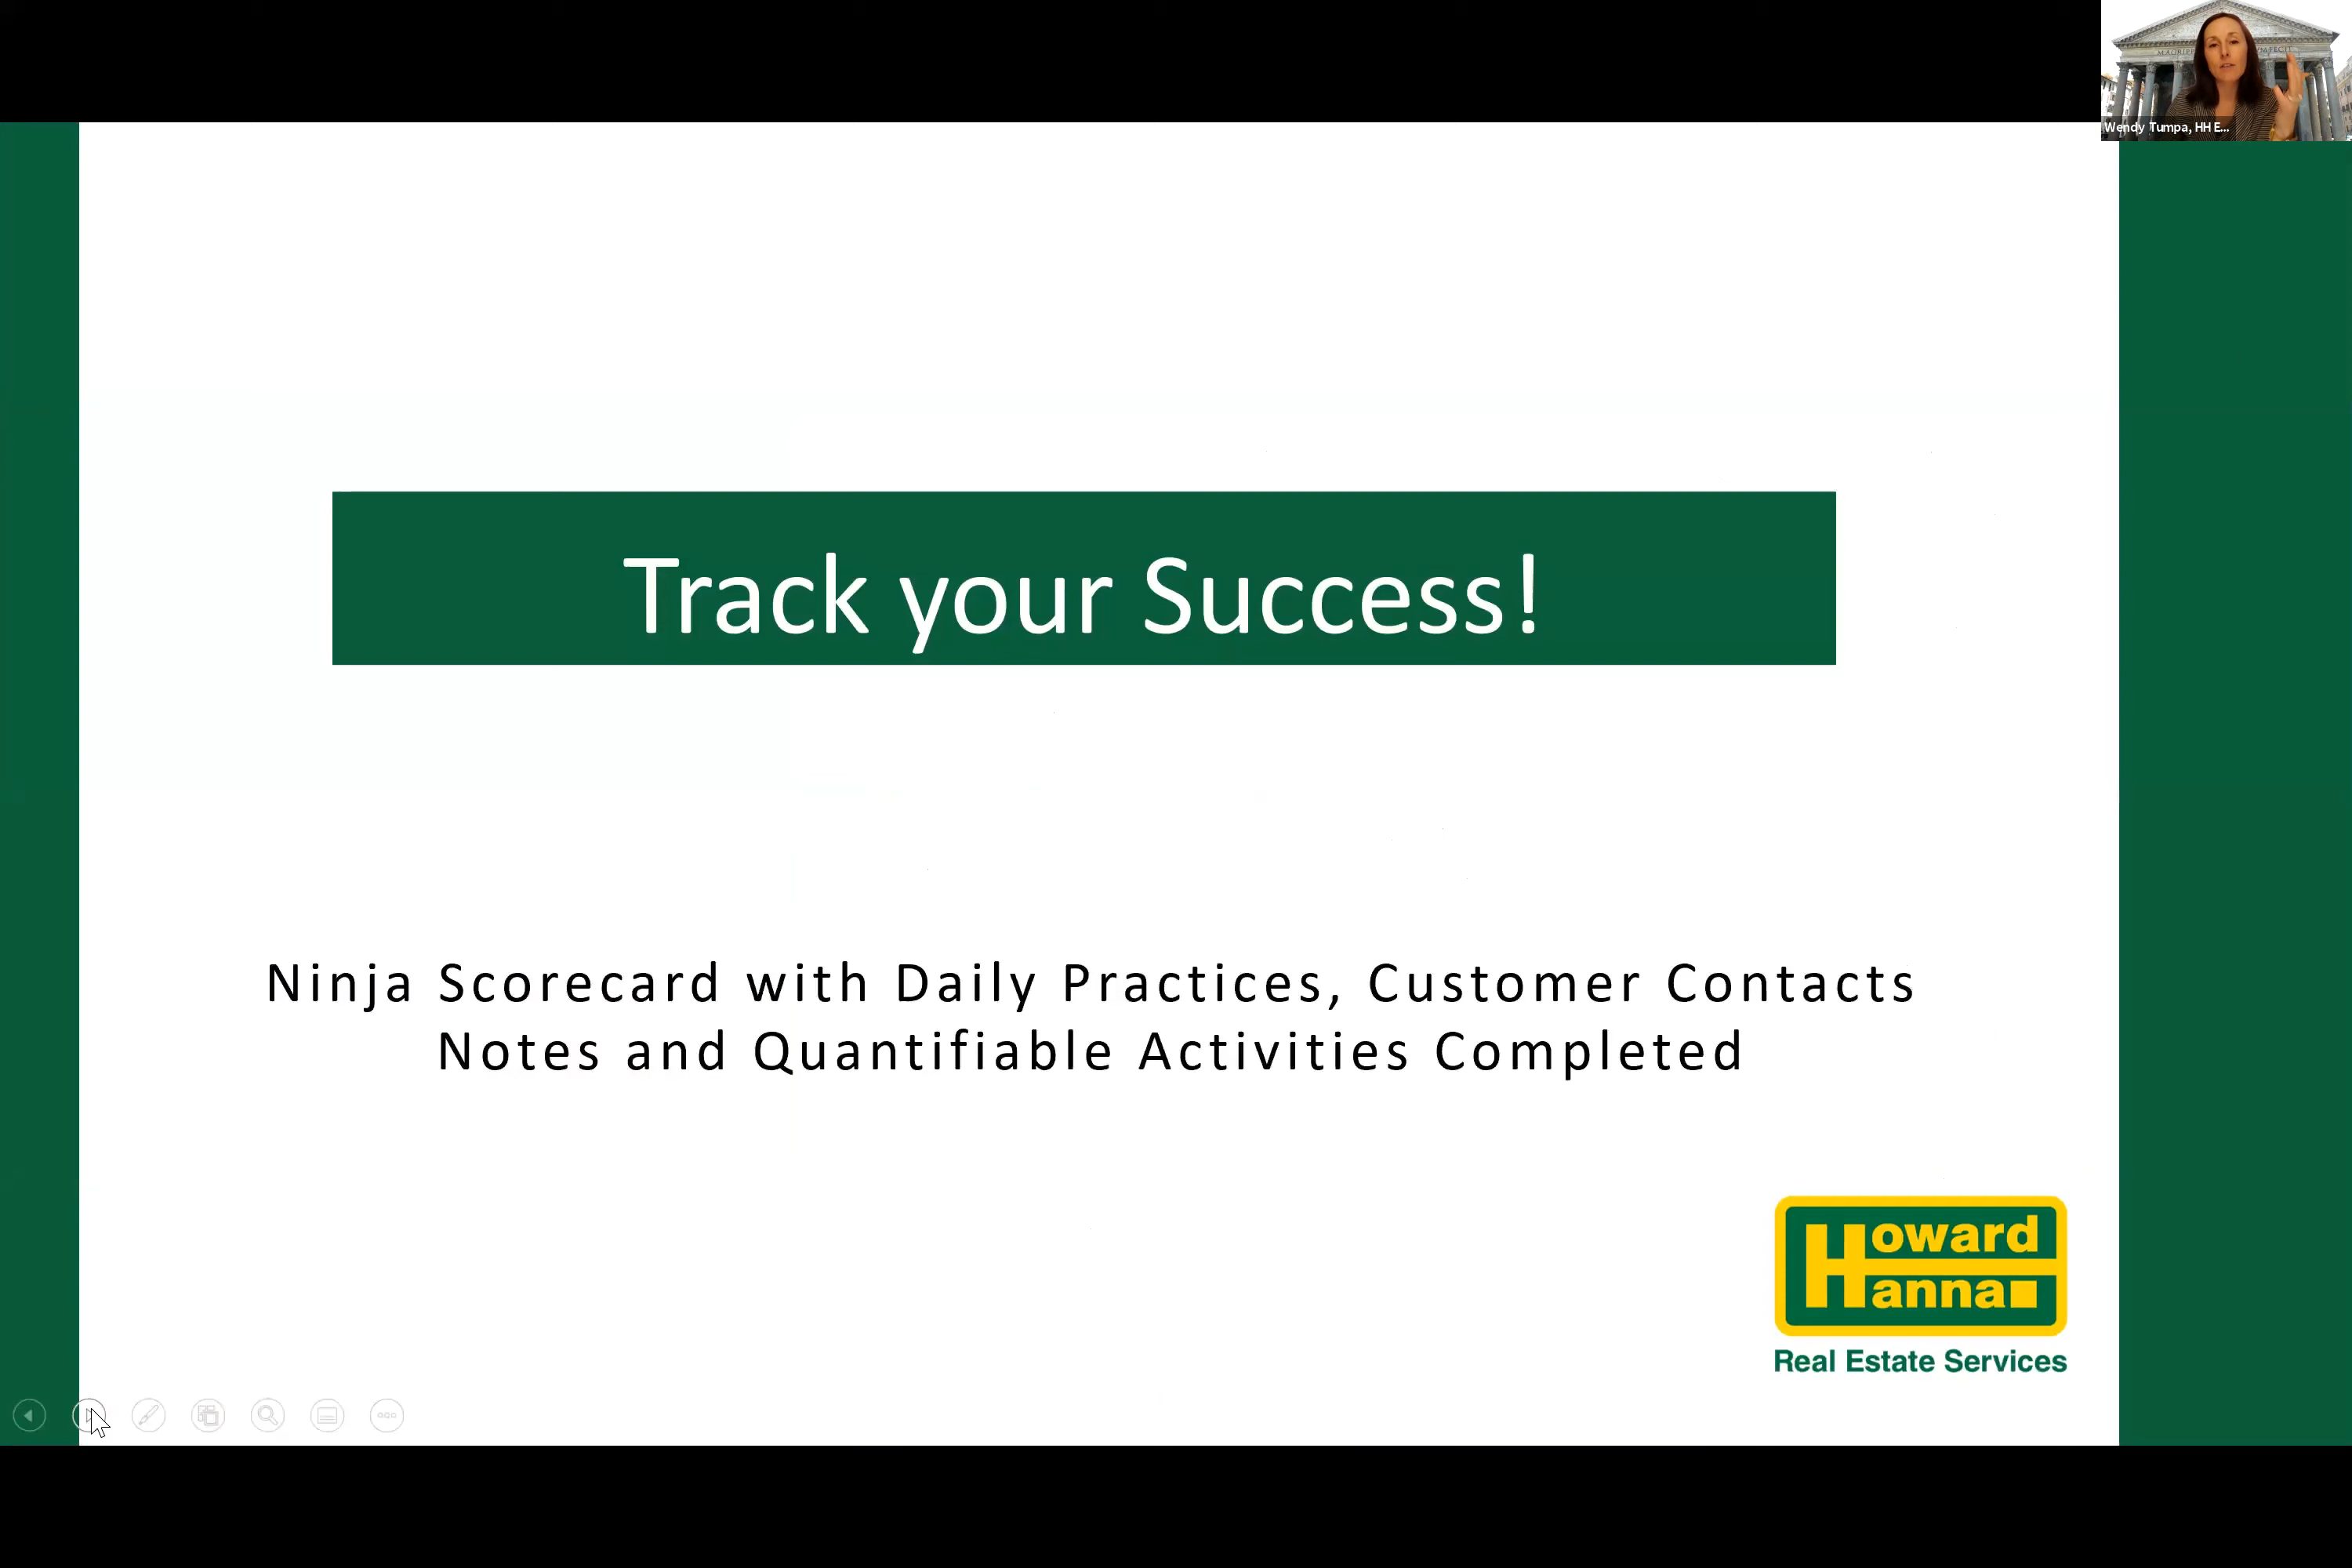 Wendy Tumpa, HH E...
Track your Success!
Ninja Scorecard with Daily Practices, Customer Contacts
Notes and Quantifiable Activities Completed
Howard
Hanna
Real Estate Services